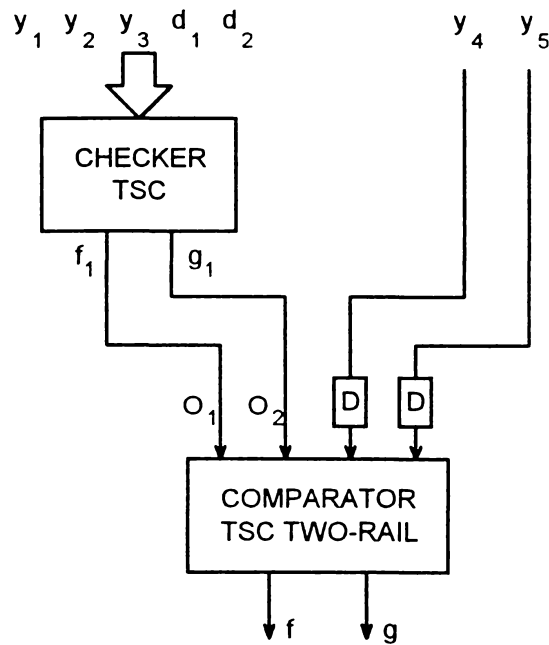 y1 y2 y3 d1 d2 y4 y5
CHECKER
TSC
f1 g1
D D
O1 O2
COMPARATOR
TSC TWO-RAIL
f g